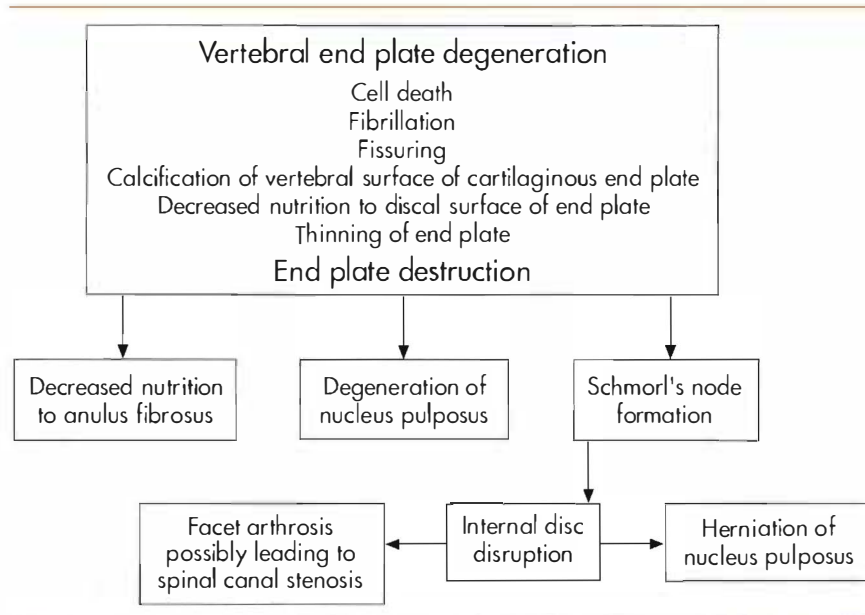 Vertebral end plate degeneration
Cell death
Fibrillation
Fissuring
Calcification of vertebral surface of cartilaginous end plate
Decreased nutrition to discal surface of end plate
Thinning of end plate
End plate destruction
Decreased nutrition
to anulus fibrosus
Degeneration of
nucleus pulposus
Schmorl's node
formation
Facet arthrosis
possibly leading to
spinal canal stenosis
Internal disc
disruption
Herniation of
nucleus pulposus